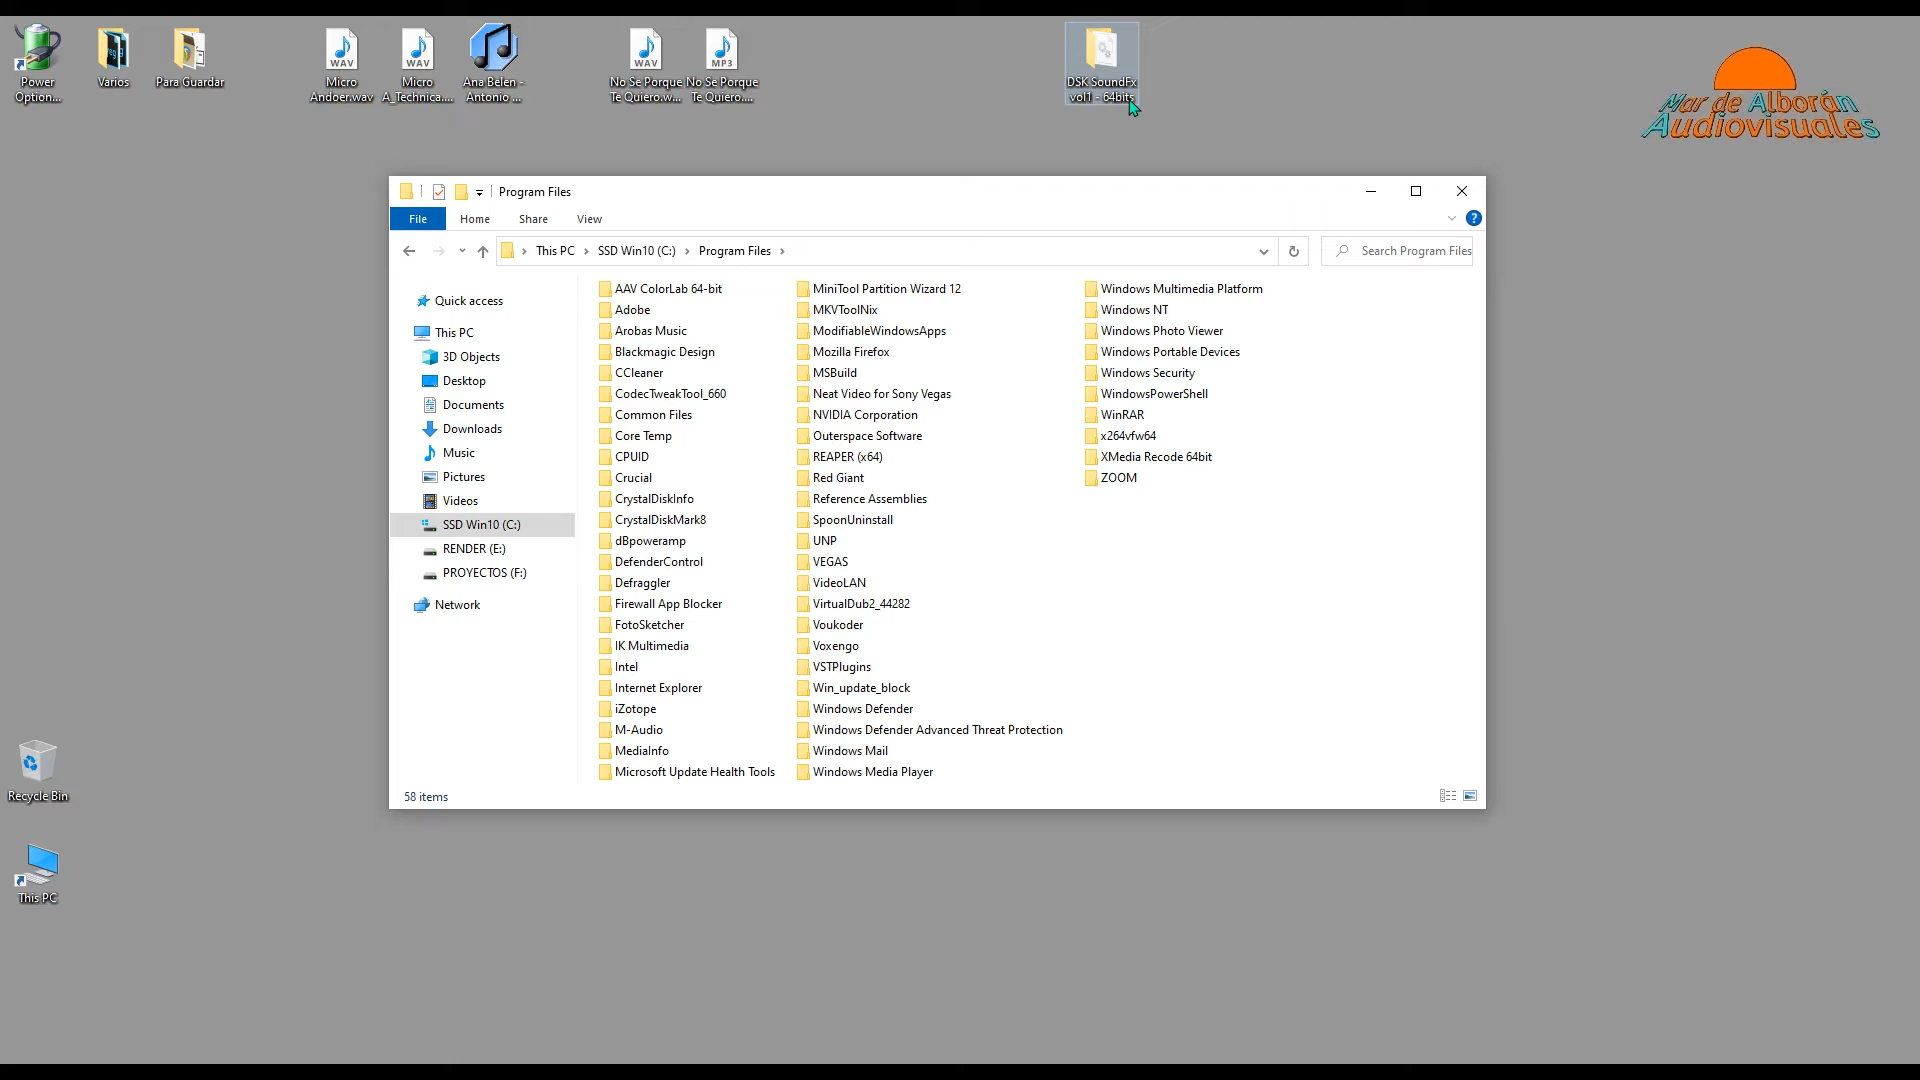 Power
Option...
Varios
Para Guardar
Micro
Andoer.wav
Micro
A_Technica....
Ana Belen -
Antonio ...
No Se Porque
Te Quiero.w...
No Se Porque
Te Quiero....
DSK SoundFx
vol1 - 64bits
Mar de Alborán
Audiovisuales
WAV
WAV
WAV
MP3
Program Files
File
Home
Share
View
This PC
SSD Win10 (C:)
Program Files
Search Program Files
Quick access
This PC
3D Objects
Desktop
Documents
Downloads
Music
Pictures
Videos
SSD Win10 (C:)
RENDER (E:)
PROYECTOS (F:)
Network
AAV ColorLab 64-bit
Adobe
Arobas Music
Blackmagic Design
CCleaner
CodecTweakTool_660
Common Files
Core Temp
CPUID
Crucial
CrystalDiskInfo
CrystalDiskMark8
dBpoweramp
DefenderControl
Defraggler
Firewall App Blocker
FotoSketcher
IK Multimedia
Intel
Internet Explorer
iZotope
M-Audio
MediaInfo
Microsoft Update Health Tools
MiniTool Partition Wizard 12
MKVToolNix
ModifiableWindowsApps
Mozilla Firefox
MSBuild
Neat Video for Sony Vegas
NVIDIA Corporation
Outerspace Software
REAPER (x64)
Red Giant
Reference Assemblies
SpoonUninstall
UNP
VEGAS
VideoLAN
VirtualDub2_44282
Voukoder
Voxengo
VSTPlugins
Win_update_block
Windows Defender
Windows Defender Advanced Threat Protection
Windows Mail
Windows Media Player
Windows Multimedia Platform
Windows NT
Windows Photo Viewer
Windows Portable Devices
Windows Security
WindowsPowerShell
WinRAR
x264vfw64
XMedia Recode 64bit
ZOOM
58 items
Recycle Bin
This PC